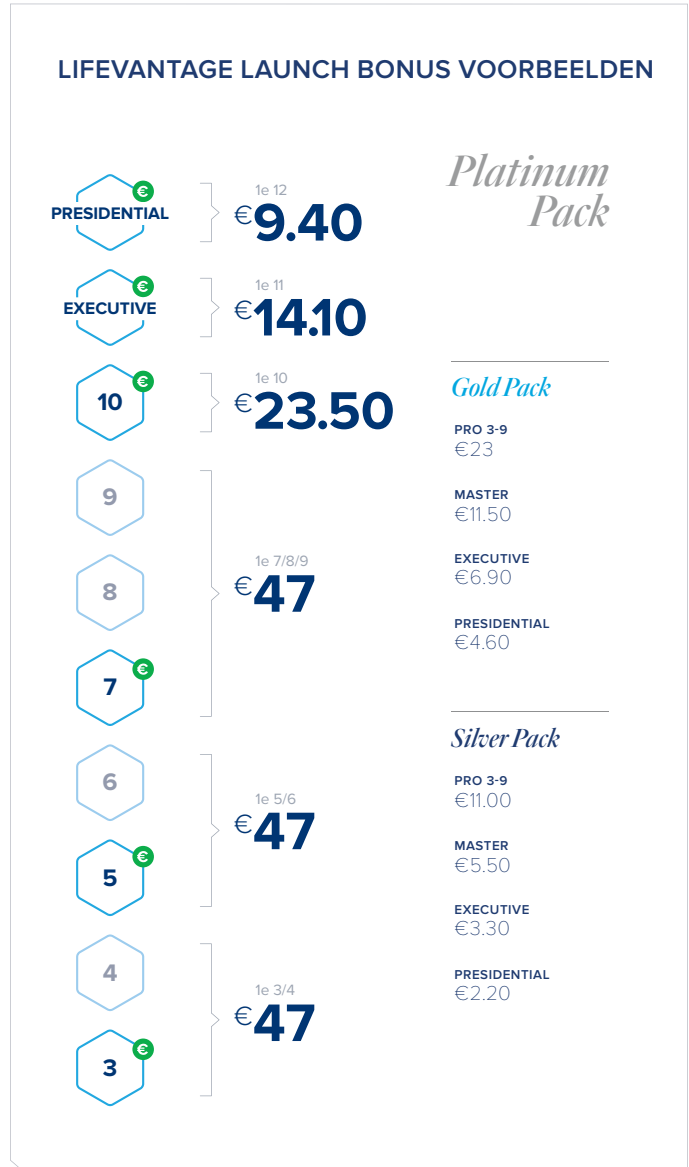 LIFEVANTAGE LAUNCH BONUS VOORBEELDEN
Platinum
Pack
€
PRESIDENTIAL
1e 12
€9.40
€
EXECUTIVE
1e 11
€14.10
€
10
1e 10
€23.50
9
8
€
7
1e 7/8/9
€47
6
€
5
1e 5/6
€47
4
€
3
1e 3/4
€47
Gold Pack
PRO 3-9
€23
MASTER
€11.50
EXECUTIVE
€6.90
PRESIDENTIAL
€4.60
Silver Pack
PRO 3-9
€11.00
MASTER
€5.50
EXECUTIVE
€3.30
PRESIDENTIAL
€2.20